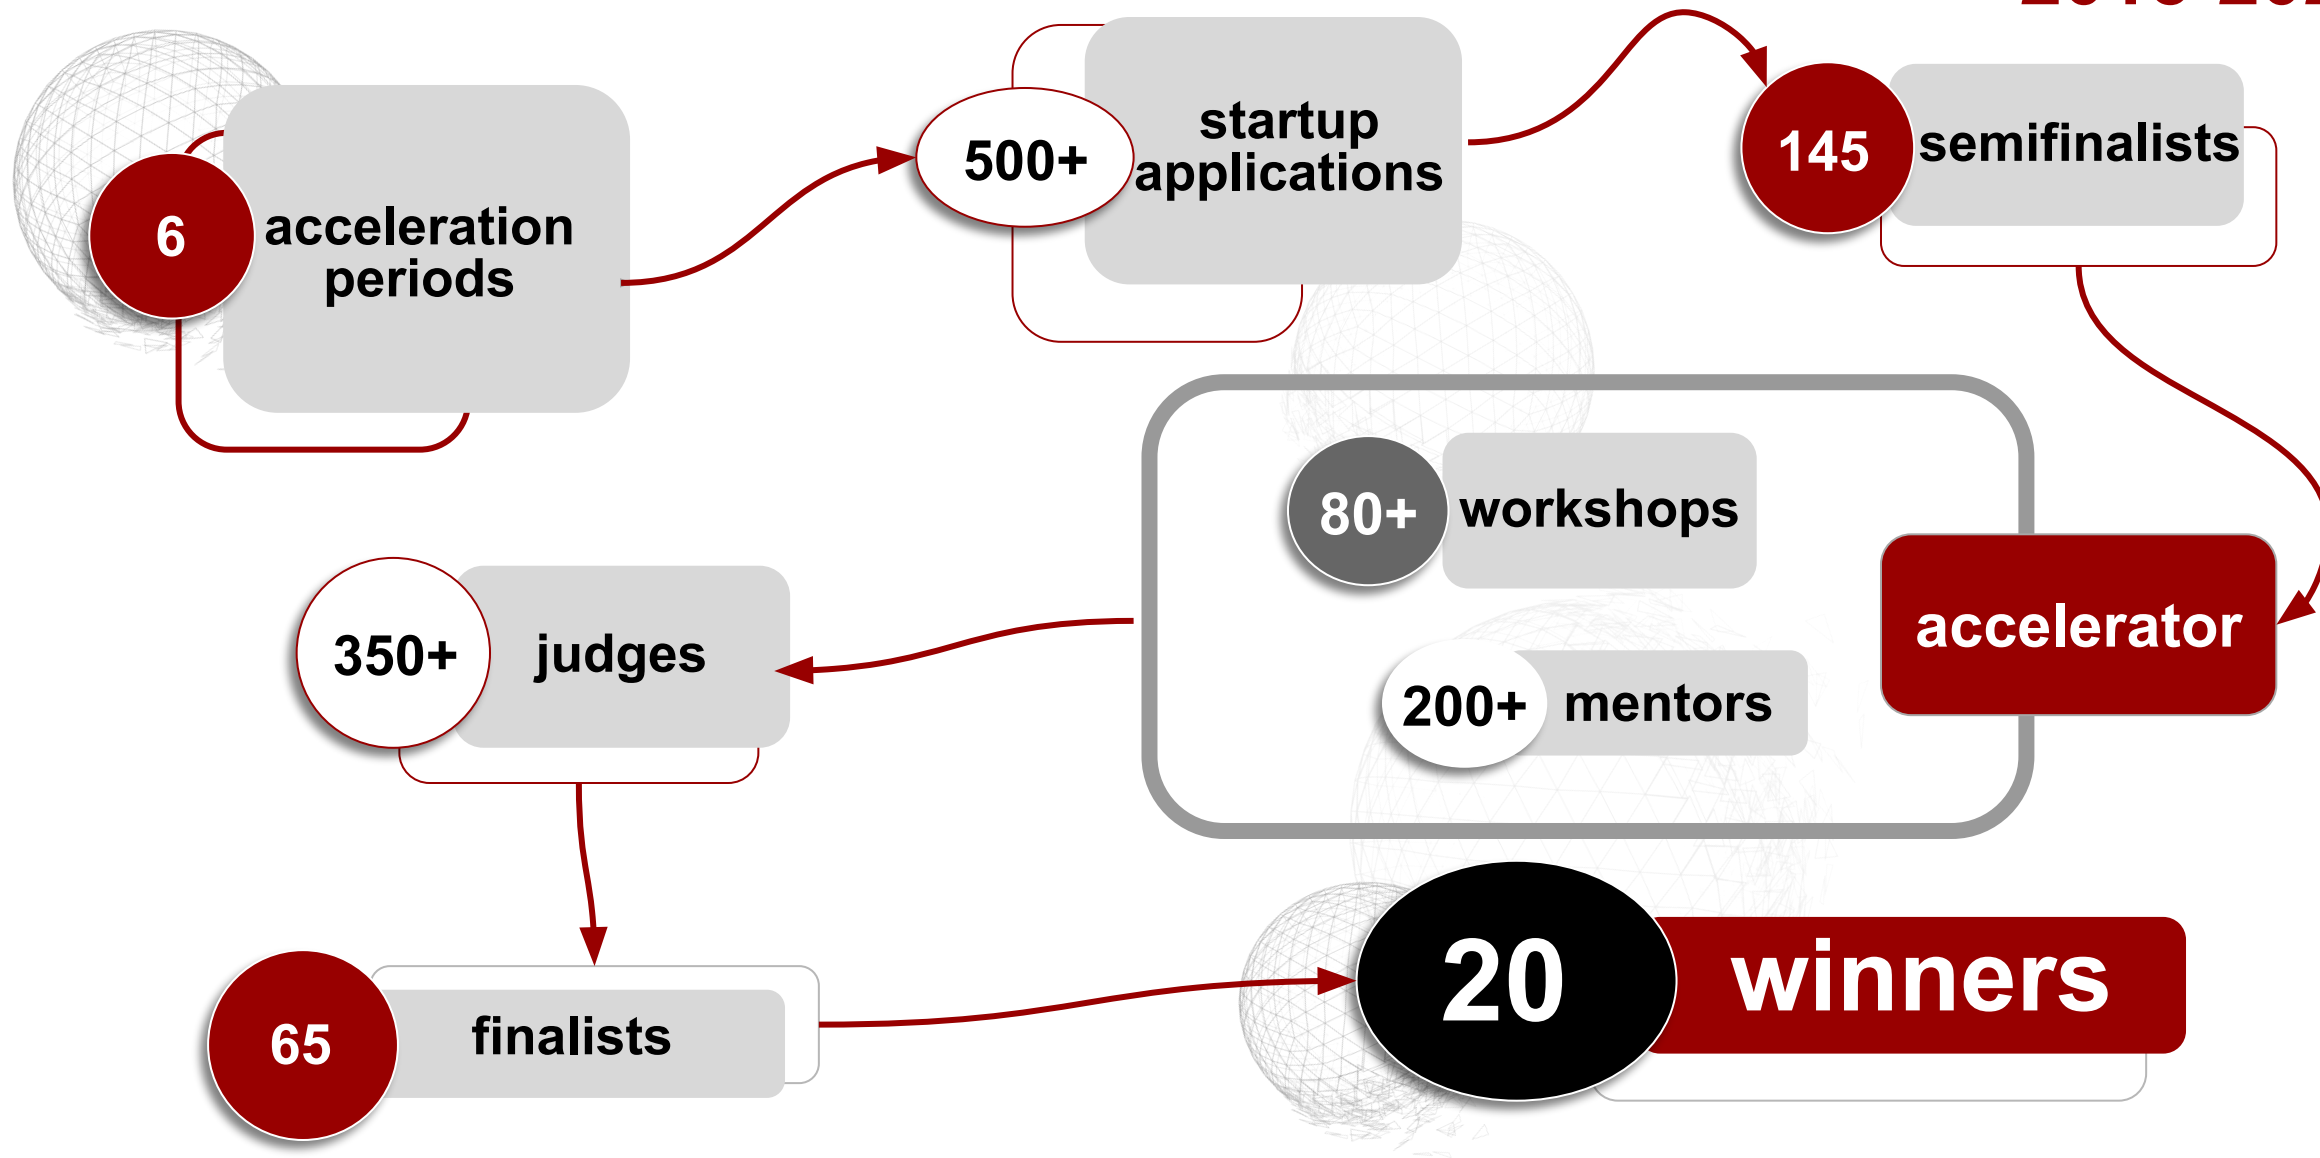 6
acceleration
periods
500+
startup
applications
145
semifinalists
80+
workshops
200+
mentors
accelerator
350+
judges
65
finalists
20
winners